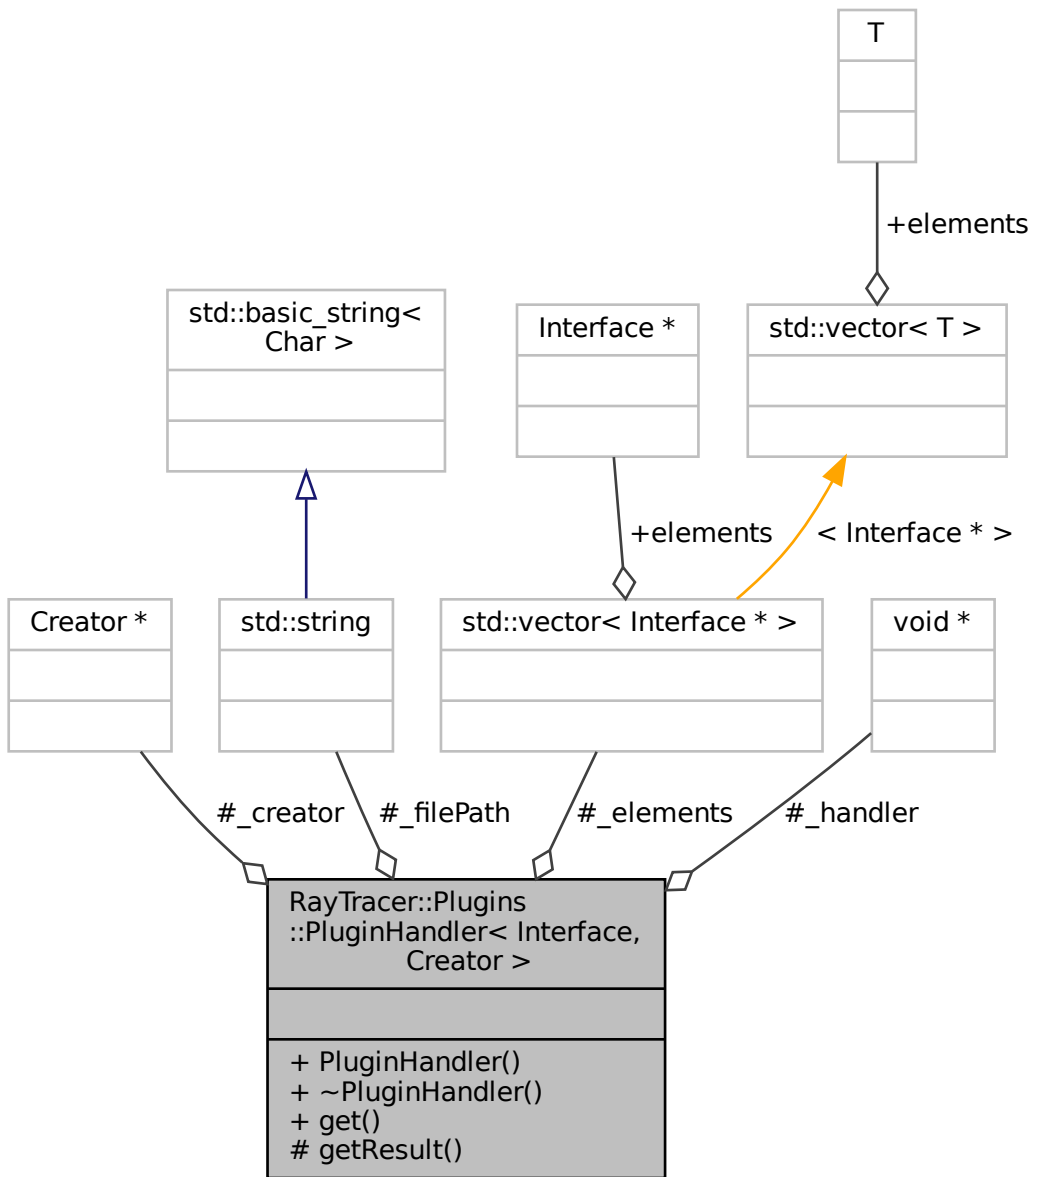 T
+elements
std::basic_string<
Char >
Interface *
std::vector< T >
+elements
< Interface * >
Creator *
std::string
std::vector< Interface * >
void *
#_creator
#_filePath
#_elements
#_handler
RayTracer::Plugins
::PluginHandler< Interface,
Creator >
+ PluginHandler()
+ ~PluginHandler()
+ get()
# getResult()